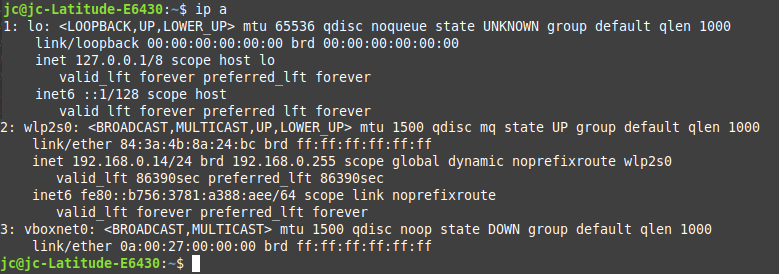 jc@jc-Latitude-E6430:~$ ip a
1: lo: <LOOPBACK,UP,LOWER_UP> mtu 65536 qdisc noqueue state UNKNOWN group default qlen 1000
    link/loopback 00:00:00:00:00:00 brd 00:00:00:00:00:00
    inet 127.0.0.1/8 scope host lo
       valid_lft forever preferred_lft forever
    inet6 ::1/128 scope host
       valid lft forever preferred lft forever
2: wlp2s0: <BROADCAST,MULTICAST,UP,LOWER_UP> mtu 1500 qdisc mq state UP group default qlen 1000
    link/ether 84:3a:4b:8a:24:bc brd ff:ff:ff:ff:ff:ff
    inet 192.168.0.14/24 brd 192.168.0.255 scope global dynamic noprefixroute wlp2s0
       valid_lft 86390sec preferred_lft 86390sec
    inet6 fe80::b756:3781:a388:aee/64 scope link noprefixroute
       valid_lft forever preferred_lft forever
3: vboxnet0: <BROADCAST,MULTICAST> mtu 1500 qdisc noop state DOWN group default qlen 1000
    link/ether 0a:00:27:00:00:00 brd ff:ff:ff:ff:ff:ff
jc@jc-Latitude-E6430:~$